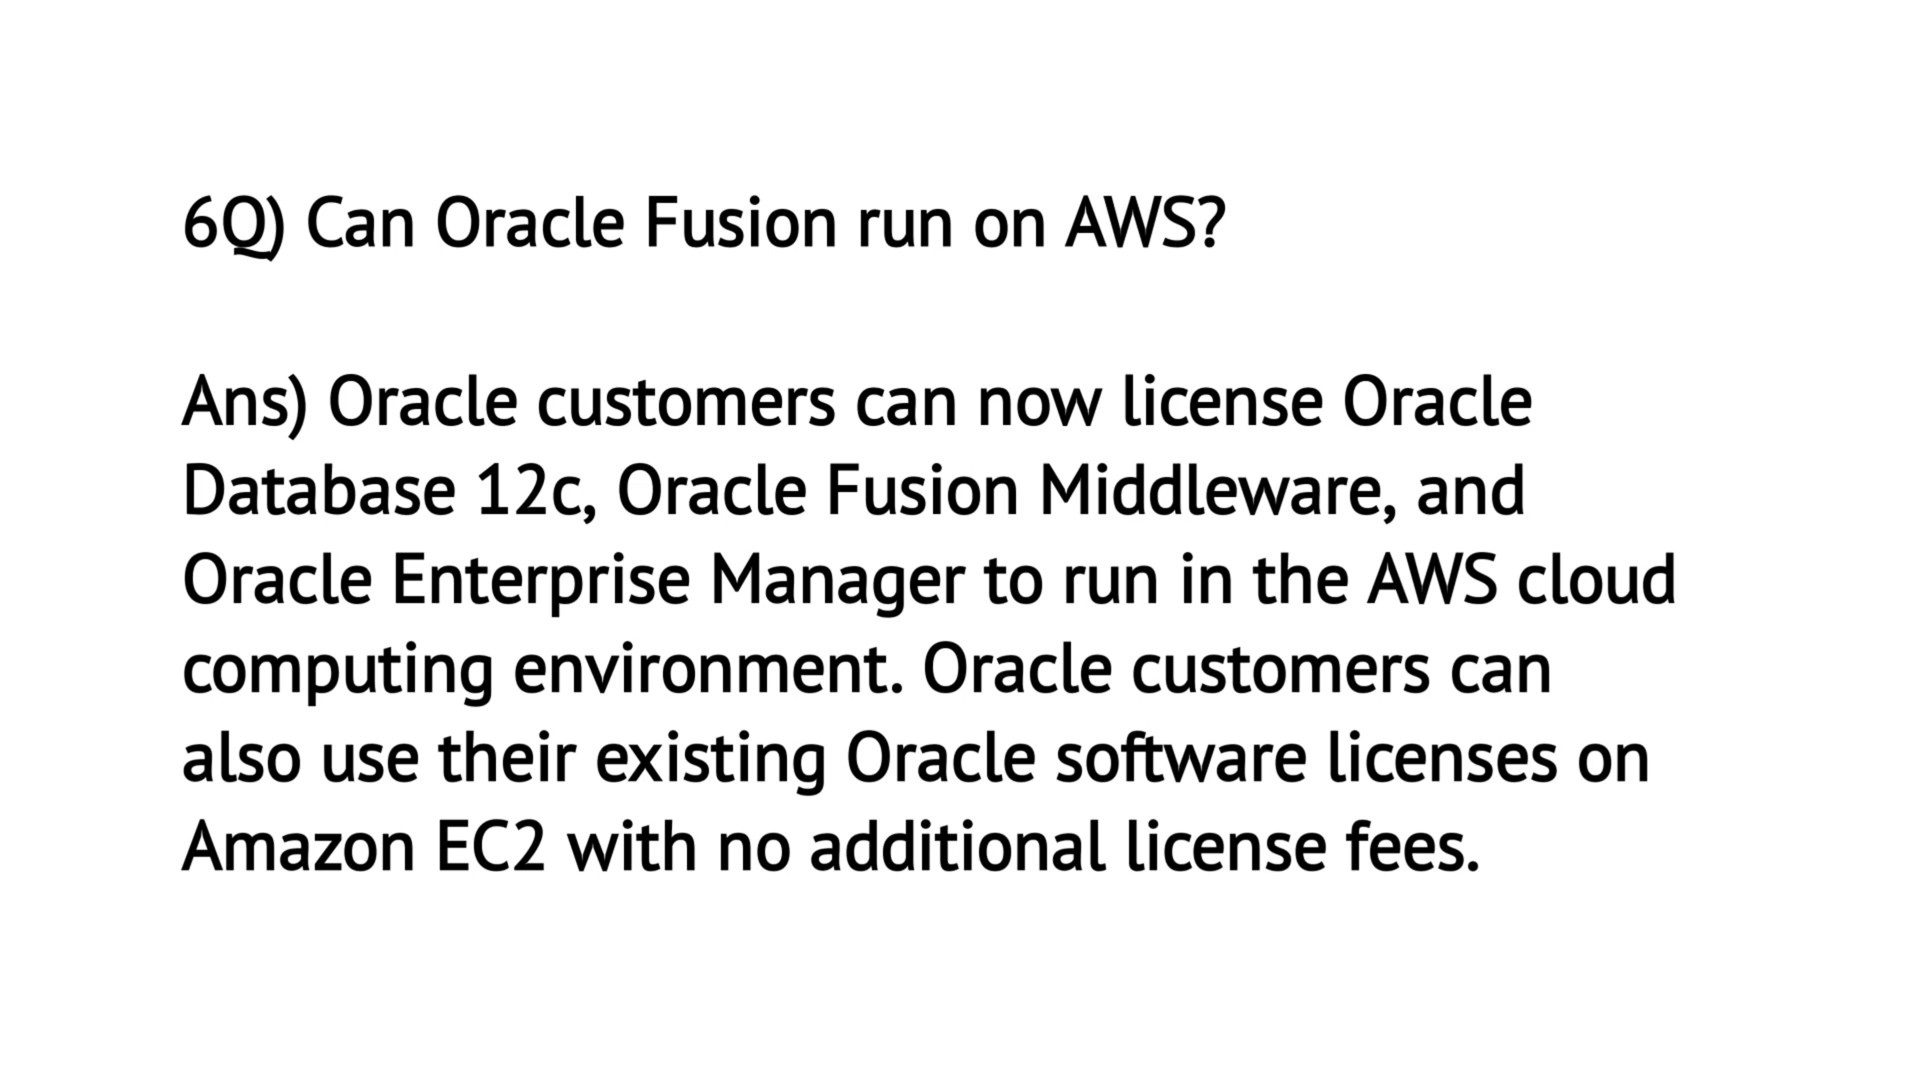 6Q) Can Oracle Fusion run on AWS?
Ans) Oracle customers can now license Oracle
Database 12c, Oracle Fusion Middleware, and
Oracle Enterprise Manager to run in the AWS cloud
computing environment. Oracle customers can
also use their existing Oracle software licenses on
Amazon EC2 with no additional license fees.